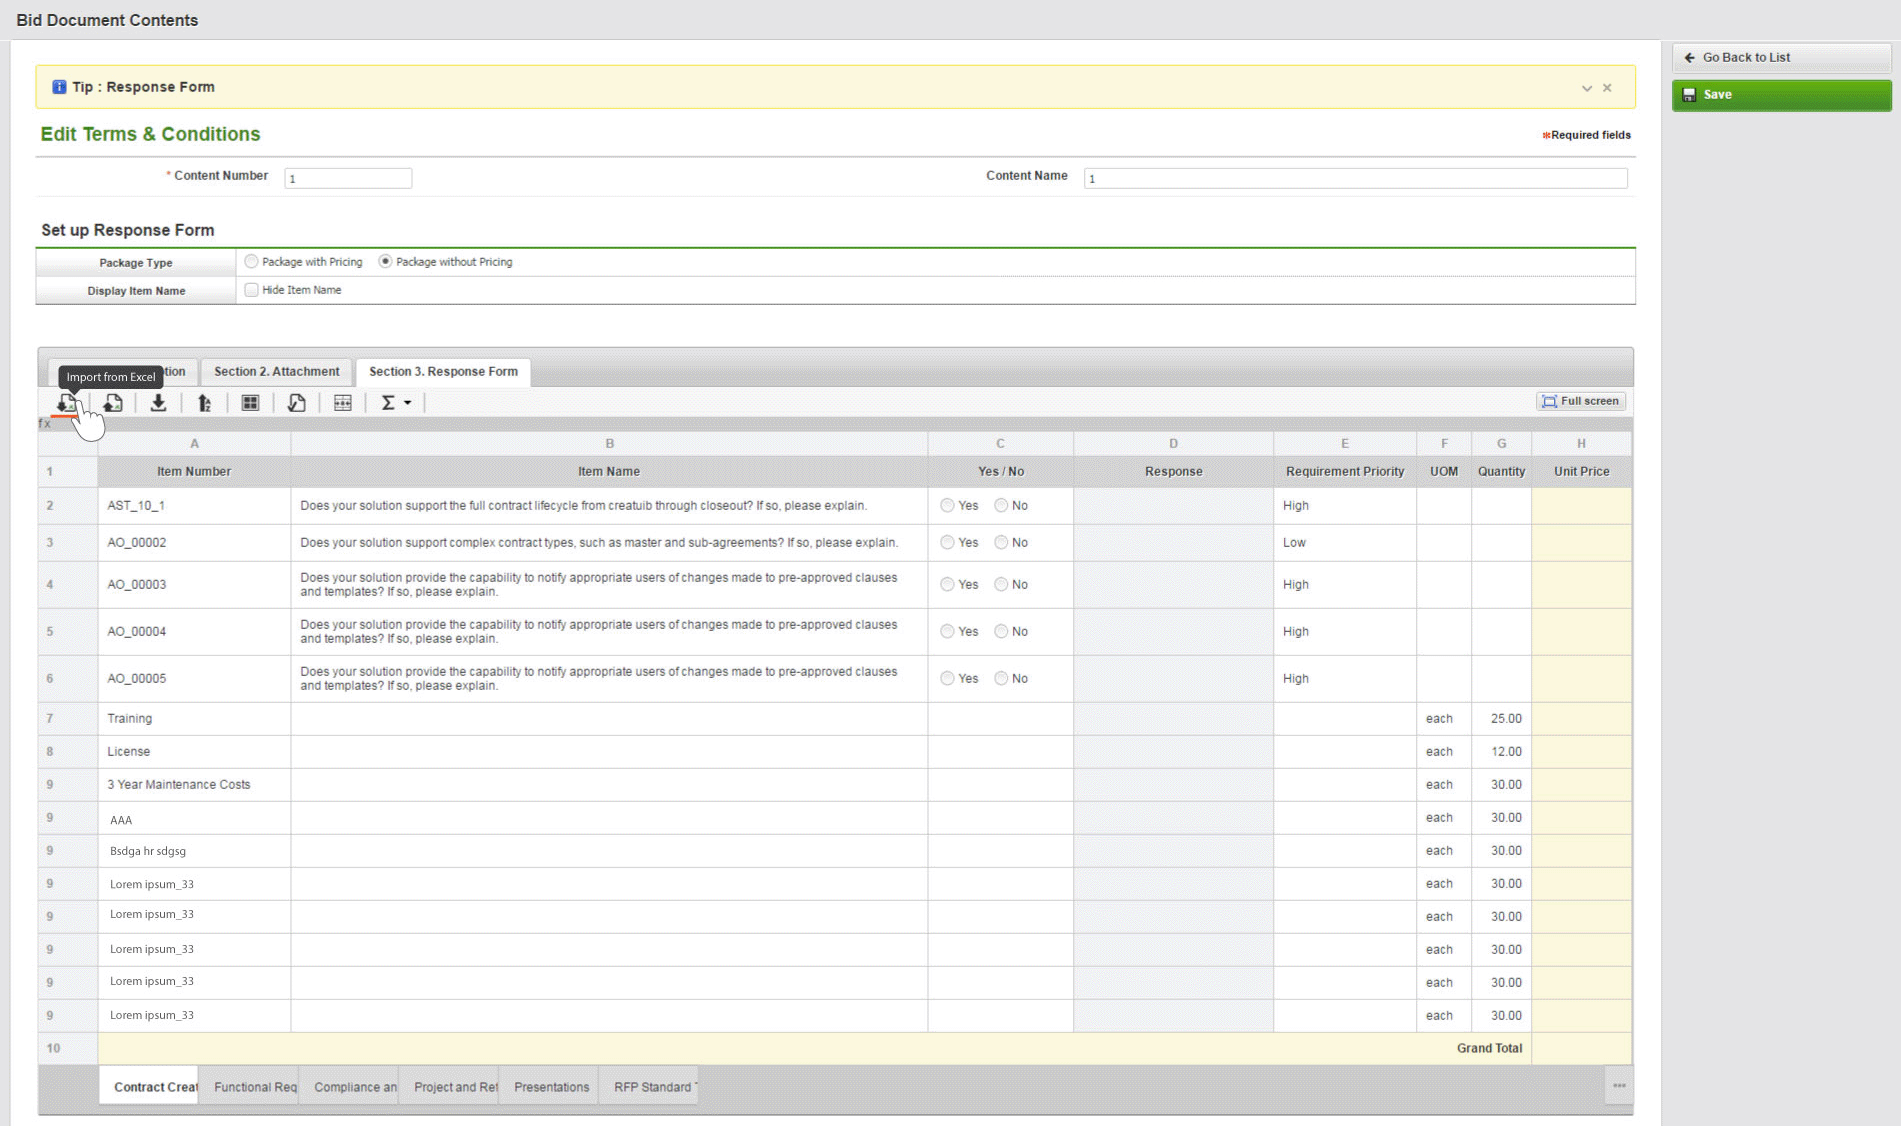 Bid Document Contents
Go Back to List
Save
Tip : Response Form
Edit Terms & Conditions
*Required fields
* Content Number 1 Content Name 1
Set up Response Form
Package Type Package with Pricing Package without Pricing
Display Item Name Hide Item Name
Import from Excel
tion Section 2. Attachment Section 3. Response Form
Σ Full screen
fx
A B C D E F G H
1 Item Number Item Name Yes / No Response Requirement Priority UOM Quantity Unit Price
2 AST_10_1 Does your solution support the full contract lifecycle from creatuib through closeout? If so, please explain. Yes No High
3 AO_00002 Does your solution support complex contract types, such as master and sub-agreements? If so, please explain. Yes No Low
4 AO_00003 Does your solution provide the capability to notify appropriate users of changes made to pre-approved clauses
and templates? If so, please explain. Yes No High
5 AO_00004 Does your solution provide the capability to notify appropriate users of changes made to pre-approved clauses
and templates? If so, please explain. Yes No High
6 AO_00005 Does your solution provide the capability to notify appropriate users of changes made to pre-approved clauses
and templates? If so, please explain. Yes No High
7 Training each 25.00
8 License each 12.00
9 3 Year Maintenance Costs each 30.00
9 AAA each 30.00
9 Bsdga hr sdgsg each 30.00
9 Lorem ipsum_33 each 30.00
9 Lorem ipsum_33 each 30.00
9 Lorem ipsum_33 each 30.00
9 Lorem ipsum_33 each 30.00
9 Lorem ipsum_33 each 30.00
10 Grand Total
Contract Creat Functional Req Compliance an Project and Ref Presentations RFP Standard T